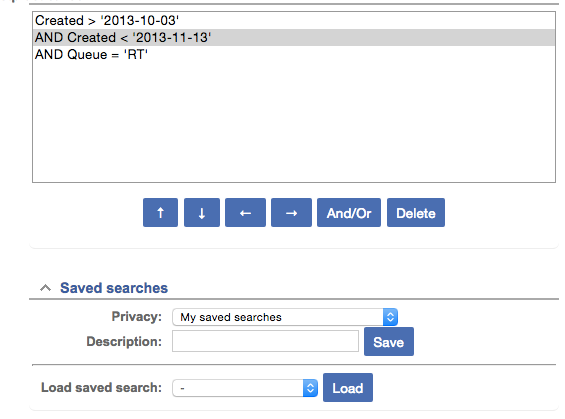 Created > '2013-10-03'
AND Created < '2013-11-13'
AND Queue = 'RT'
↑ ↓ ← → And/Or Delete
Saved searches
Privacy: My saved searches
Description: Save
Load saved search: - Load